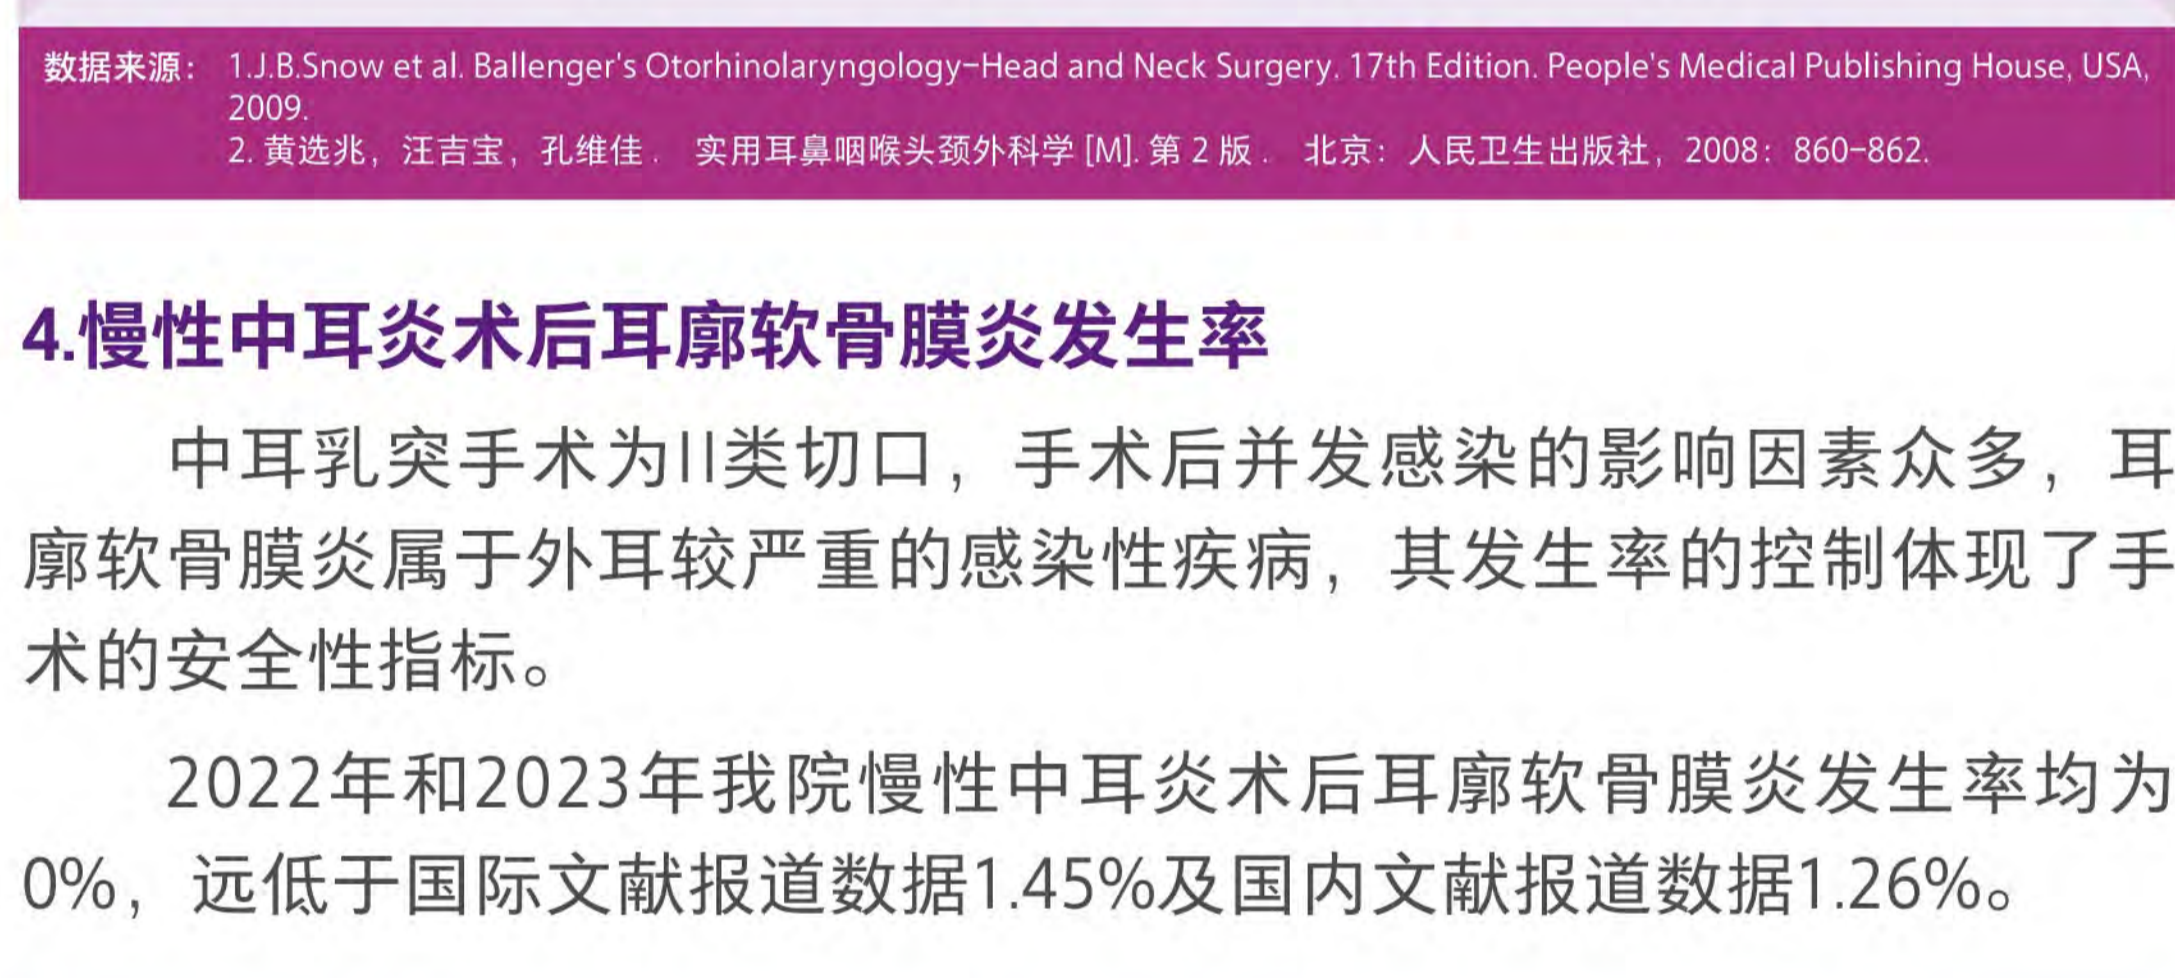 数据来源： 1.J.B.Snow et al. Ballenger's Otorhinolaryngology-Head and Neck Surgery. 17th Edition. People's Medical Publishing House, USA,
2009.
2. 黄选兆，汪吉宝，孔维佳． 实用耳鼻咽喉头颈外科学 [M]. 第 2 版． 北京：人民卫生出版社，2008：860-862.
4.慢性中耳炎术后耳廓软骨膜炎发生率
中耳乳突手术为II类切口，手术后并发感染的影响因素众多，耳
廓软骨膜炎属于外耳较严重的感染性疾病，其发生率的控制体现了手
术的安全性指标。
2022年和2023年我院慢性中耳炎术后耳廓软骨膜炎发生率均为
0%，远低于国际文献报道数据1.45%及国内文献报道数据1.26%。